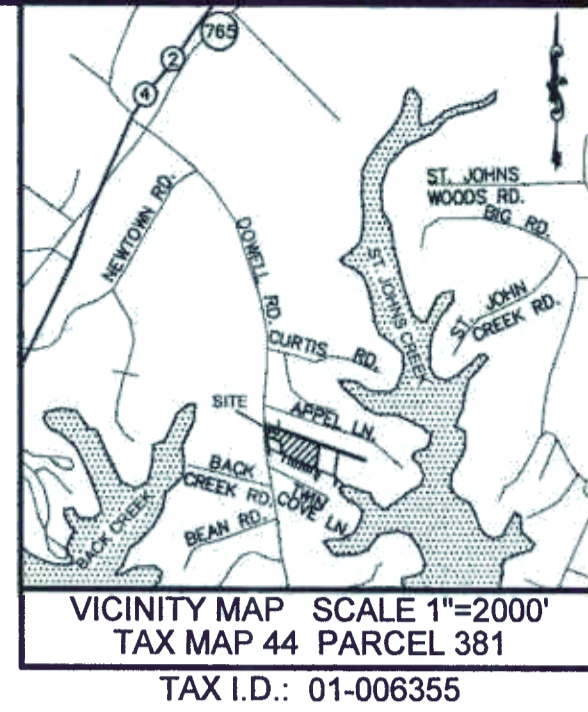 765
2
4
ST. JOHNS
WOODS RD.
BIG RD.
NEWTOWN RD.
DOWELL RD.
ST. JOHNS CREEK
ST. JOHN
CREEK RD.
CURTIS RD.
SITE
APPEL LN.
BACK
CREEK RD.
TWIN
COVE LN.
BACK CREEK
BEAN RD.
VICINITY MAP SCALE 1"=2000'
TAX MAP 44 PARCEL 381
TAX I.D.: 01-006355